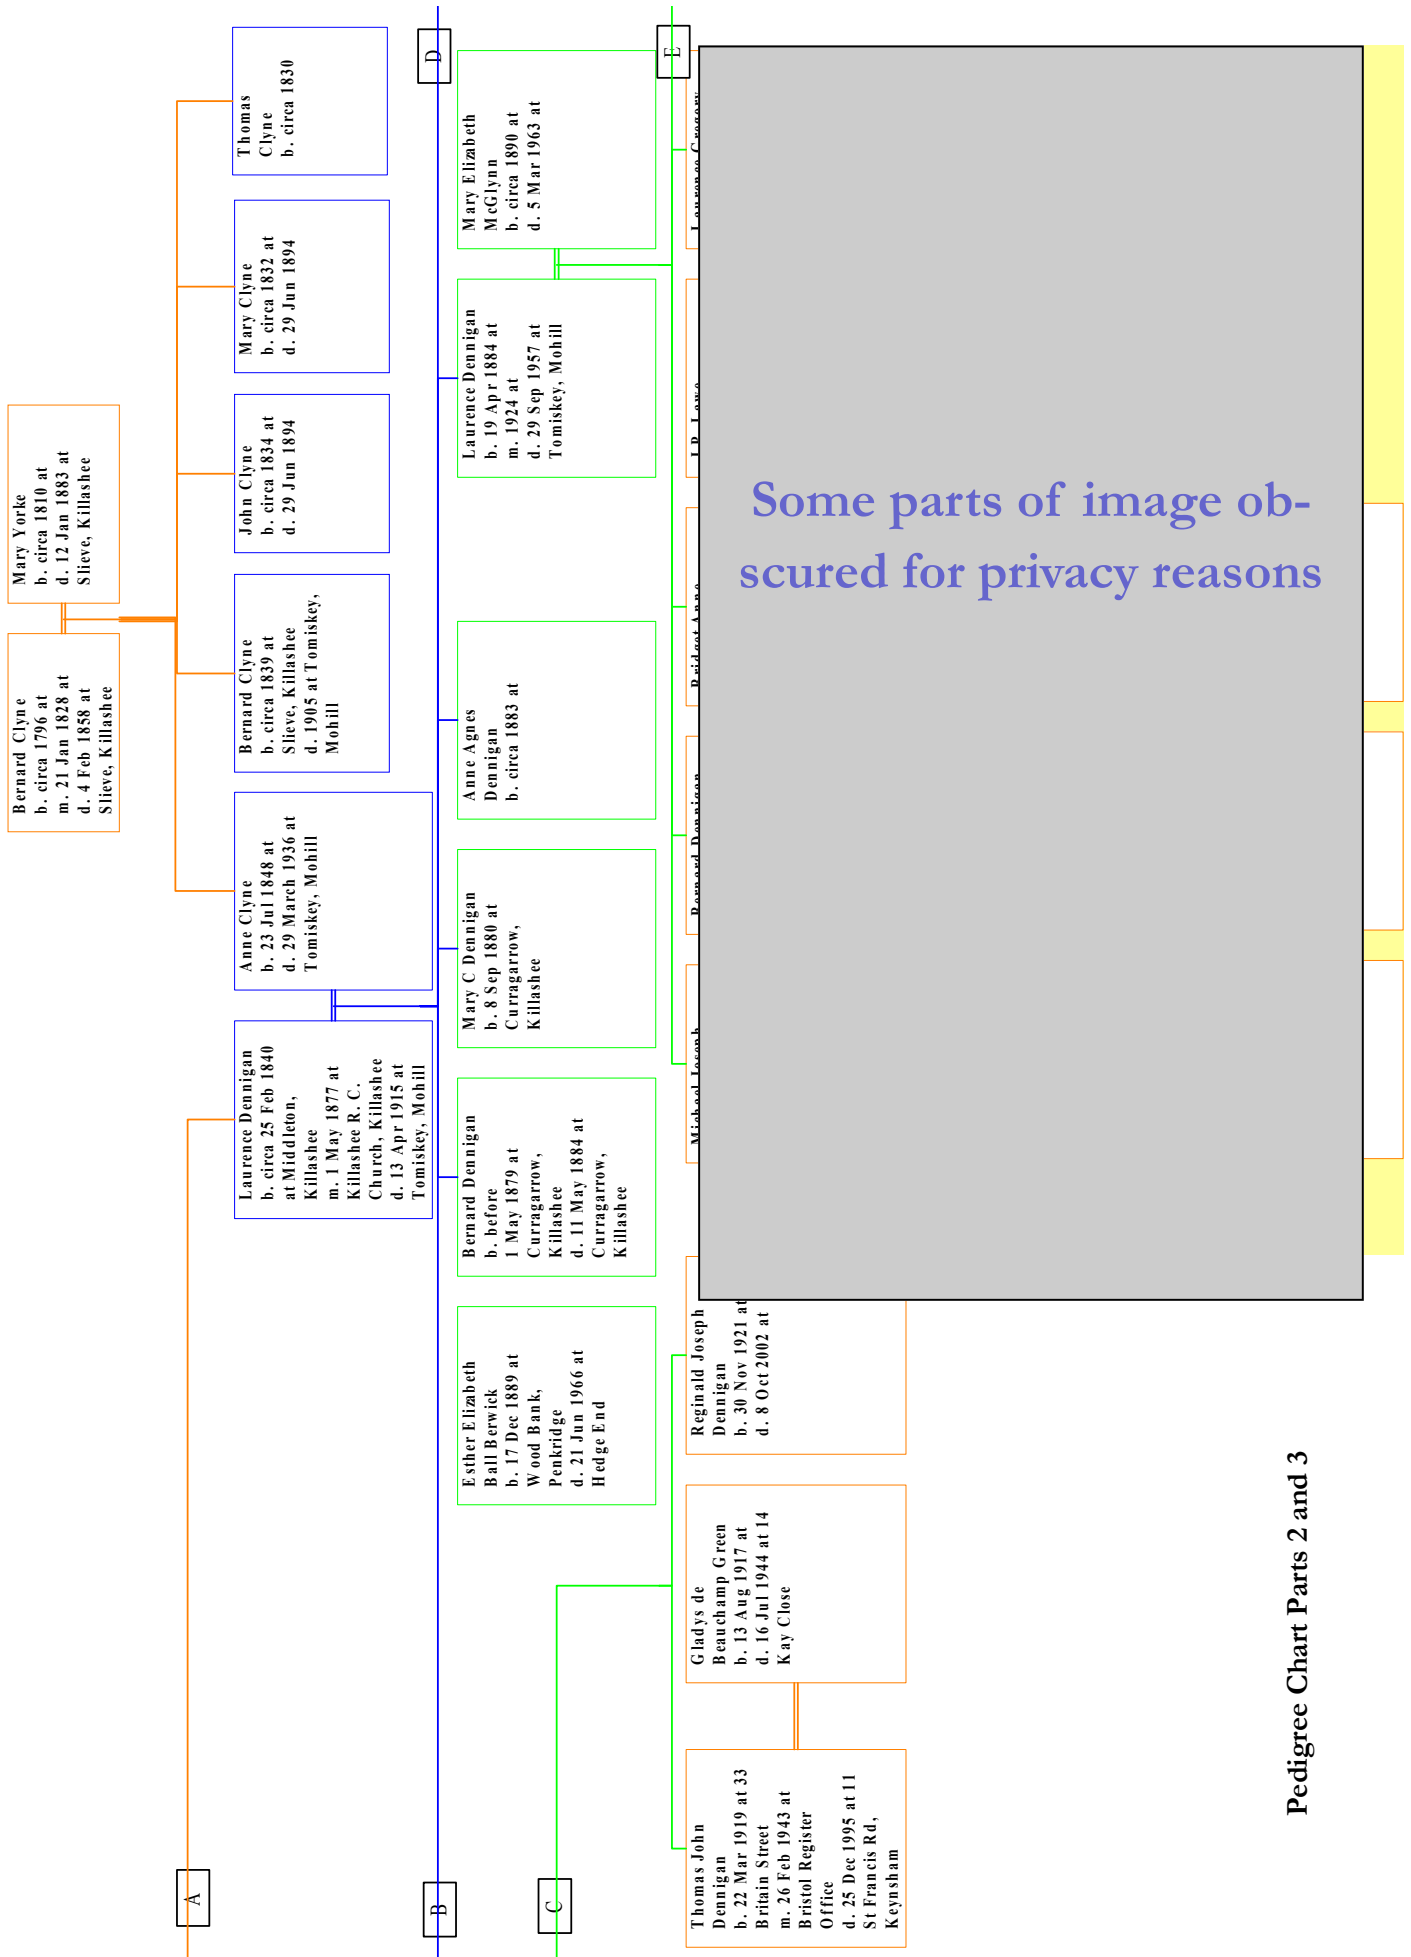 Bernard Clyne
b. circa 1796 at
m. 21 Jan 1828 at
d. 4 Feb 1858 at
Slieve, Killashee
Mary Yorke
b. circa 1810 at
d. 12 Jan 1883 at
Slieve, Killashee
A
Laurence Dennigan
b. circa 25 Feb 1840
at Middleton,
Killashee
m. 1 May 1877 at
Killashee R. C.
Church, Killashee
d. 13 Apr 1915 at
Tomiskey, Mohill
Anne Clyne
b. 23 Jul 1848 at
d. 29 March 1936 at
Tomiskey, Mohill
Bernard Clyne
b. circa 1839 at
Slieve, Killashee
d. 1905 at Tomiskey,
Mohill
John Clyne
b. circa 1834 at
d. 29 Jun 1894
Mary Clyne
b. circa 1832 at
d. 29 Jun 1894
Thomas
Clyne
b. circa 1830
B
D
C
Esther Elizabeth
Ball Berwick
b. 17 Dec 1889 at
Wood Bank,
Penkridge
d. 21 Jun 1966 at
Hedge End
Bernard Dennigan
b. before
1 May 1879 at
Curragarrow,
Killashee
d. 11 May 1884 at
Curragarrow,
Killashee
Mary C Dennigan
b. 8 Sep 1880 at
Curragarrow,
Killashee
Anne Agnes
Dennigan
b. circa 1883 at
Laurence Dennigan
b. 19 Apr 1884 at
m. 1924 at
d. 29 Sep 1957 at
Tomiskey, Mohill
Mary Elizabeth
McGlynn
b. circa 1890 at
d. 5 Mar 1963 at
E
Thomas John
Dennigan
b. 22 Mar 1919 at 33
Britain Street
m. 26 Feb 1943 at
Bristol Register
Office
d. 25 Dec 1995 at 11
St Francis Rd,
Keynsham
Gladys de
Beauchamp Green
b. 13 Aug 1917 at
d. 16 Jul 1944 at 14
Kay Close
Reginald Joseph
Dennigan
b. 30 Nov 1921 at
d. 8 Oct 2002 at
Michael Joseph
Bernard Dennigan
Bridget Anne
Laurence Gregory
Some parts of image ob-
scured for privacy reasons
Pedigree Chart Parts 2 and 3